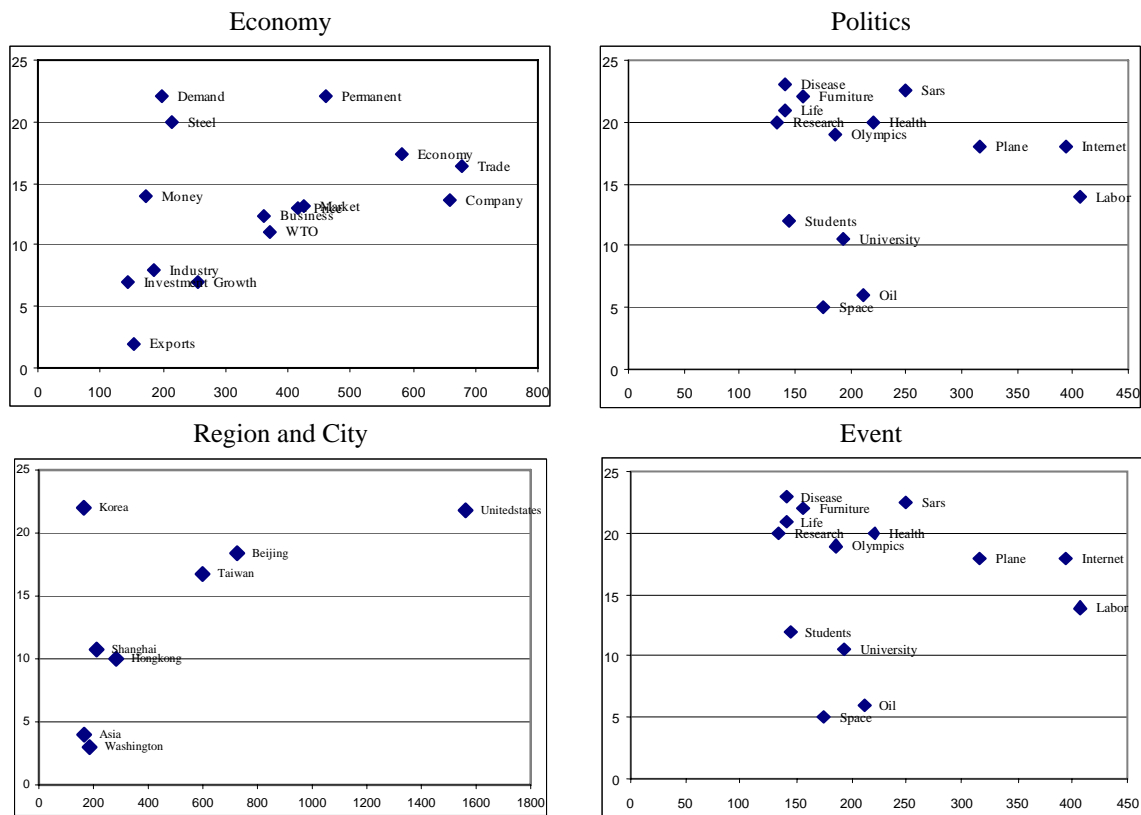 Economy
25
20
15
10
5
0
Demand
Permanent
Steel
Economy
Trade
Money
Company
Market
Price
Business
WTO
Industry
Investment
Growth
Exports
0 100 200 300 400 500 600 700 800
Politics
25
20
15
10
5
0
Disease
Sars
Furniture
Life
Research
Health
Olympics
Plane
Internet
Labor
Students
University
Oil
Space
0 50 100 150 200 250 300 350 400 450
Region and City
25
20
15
10
5
0
Korea
Unitedstates
Beijing
Taiwan
Shanghai
Hongkong
Asia
Washington
0 200 400 600 800 1000 1200 1400 1600 1800
Event
25
20
15
10
5
0
Disease
Sars
Furniture
Life
Research
Health
Olympics
Plane
Internet
Labor
Students
University
Oil
Space
0 50 100 150 200 250 300 350 400 450